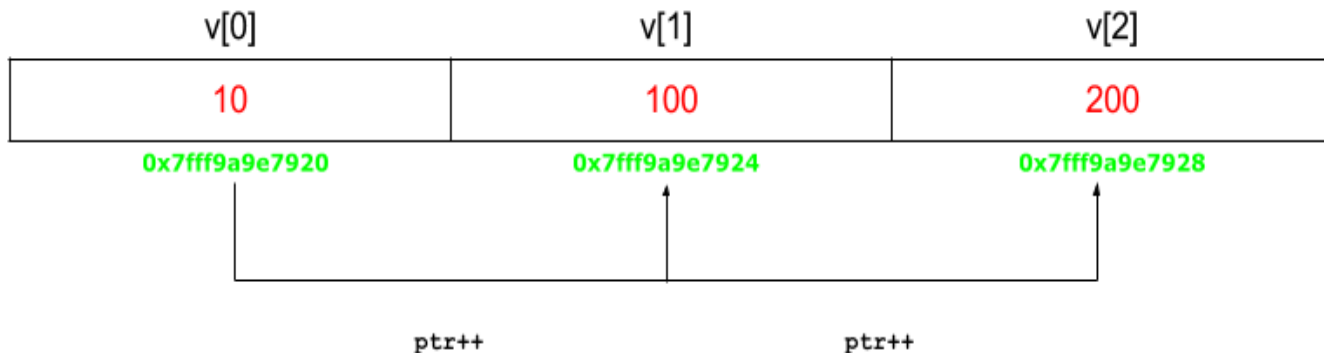 v[0] v[1] v[2]
10 100 200
0x7fff9a9e7920 0x7fff9a9e7924 0x7fff9a9e7928
ptr++ ptr++